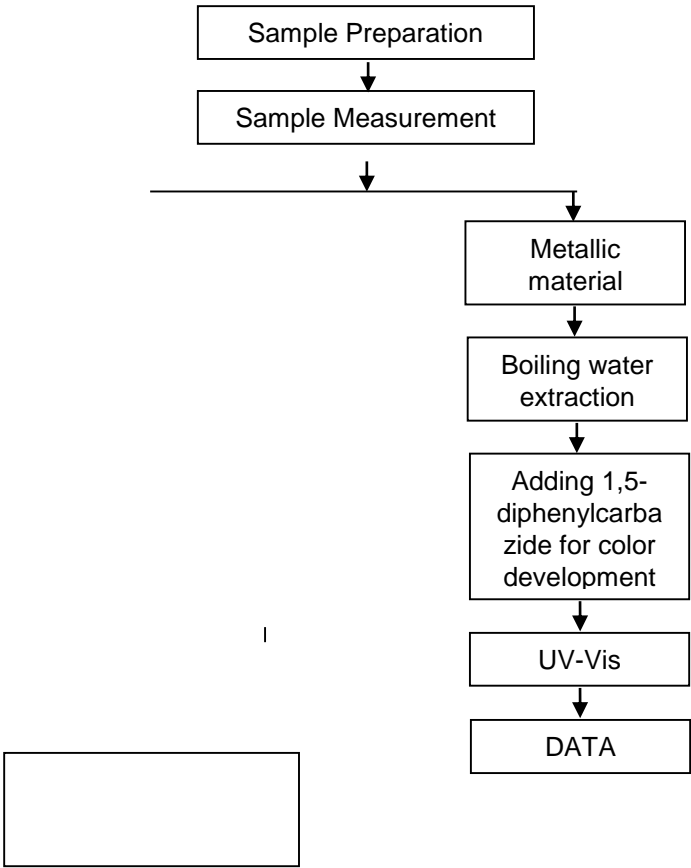 Sample Preparation
Sample Measurement
Metallic
material
Boiling water
extraction
Adding 1,5-
diphenylcarba
zide for color
development
UV-Vis
DATA